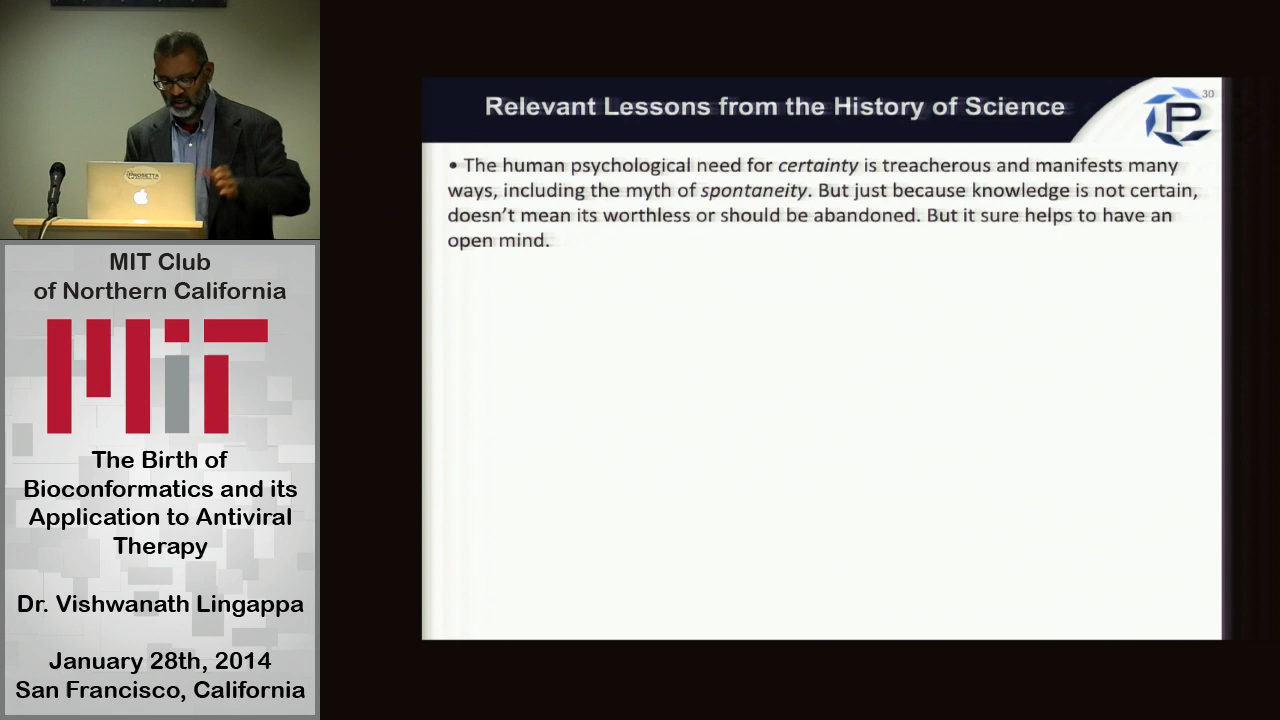 PROSETTA
MIT Club
of Northern California
MIT
The Birth of
Bioconformatics and its
Application to Antiviral
Therapy
Dr. Vishwanath Lingappa
January 28th, 2014
San Francisco, California
Relevant Lessons from the History of Science
P
30
• The human psychological need for certainty is treacherous and manifests many
ways, including the myth of spontaneity. But just because knowledge is not certain,
doesn't mean its worthless or should be abandoned. But it sure helps to have an
open mind.